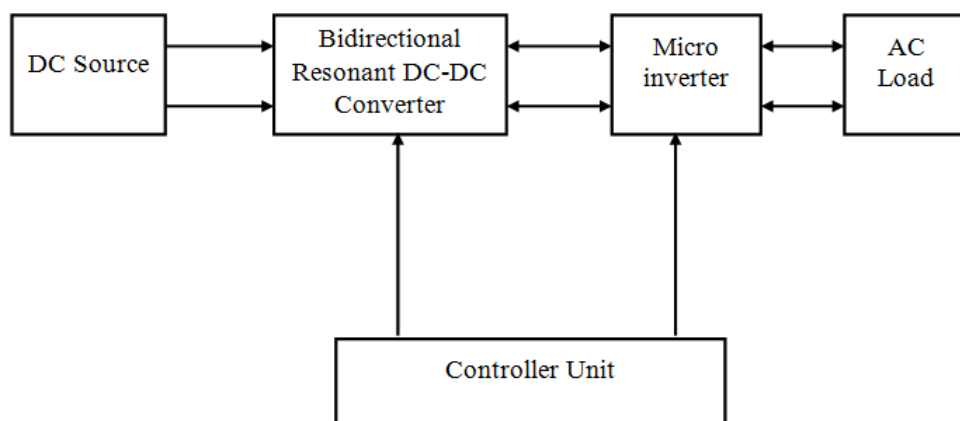 DC Source
Bidirectional
Resonant DC-DC
Converter
Micro
inverter
AC
Load
Controller Unit